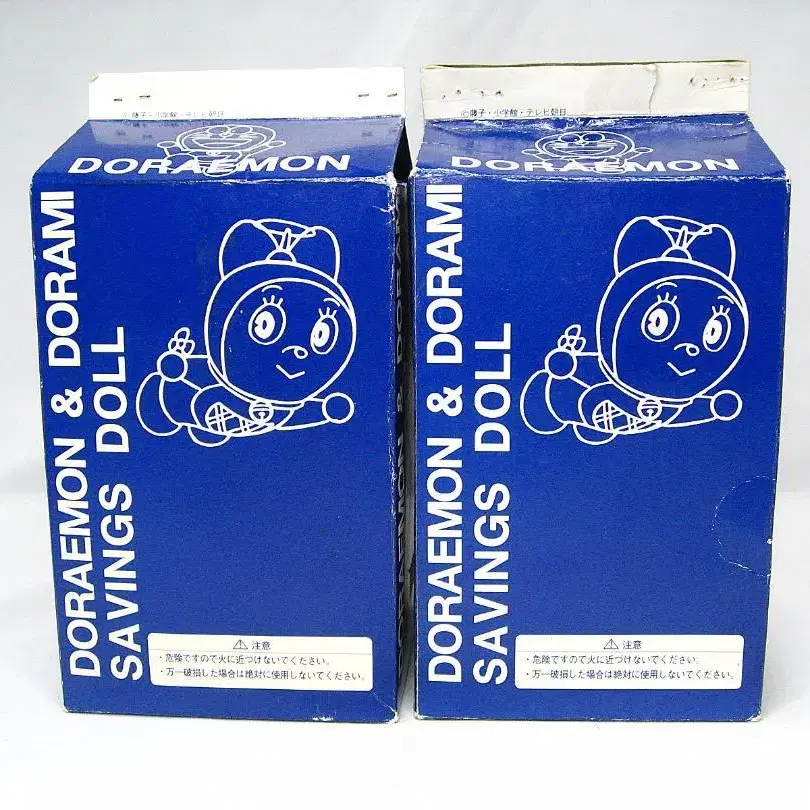 ©藤子・小学館・テレビ朝日
DORAEMON
DORAEMON & DORAMI
SAVINGS DOLL
⚠ 注意
・危険ですので火に近づけないでください。
・万一破損した場合は絶対に使用しないでください。
©藤子・小学館・テレビ朝日
DORAEMON
DORAEMON & DORAMI
SAVINGS DOLL
⚠ 注意
・危険ですので火に近づけないでください。
・万一破損した場合は絶対に使用しないでください。